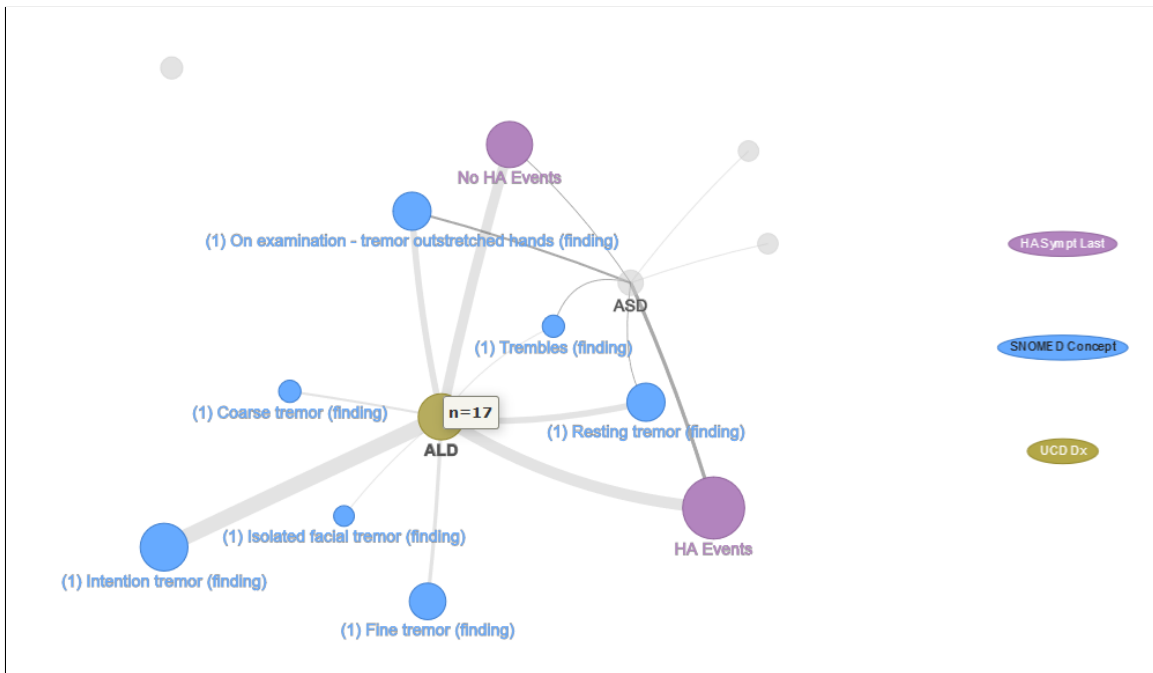 No HA Events
(1) On examination - tremor outstretched hands (finding)
HASympt Last
ASD
(1) Trembles (finding)
SNOMED Concept
(1) Coarse tremor (finding)
n=17
(1) Resting tremor (finding)
ALD
UCD Dx
(1) Isolated facial tremor (finding)
HA Events
(1) Intention tremor (finding)
(1) Fine tremor (finding)